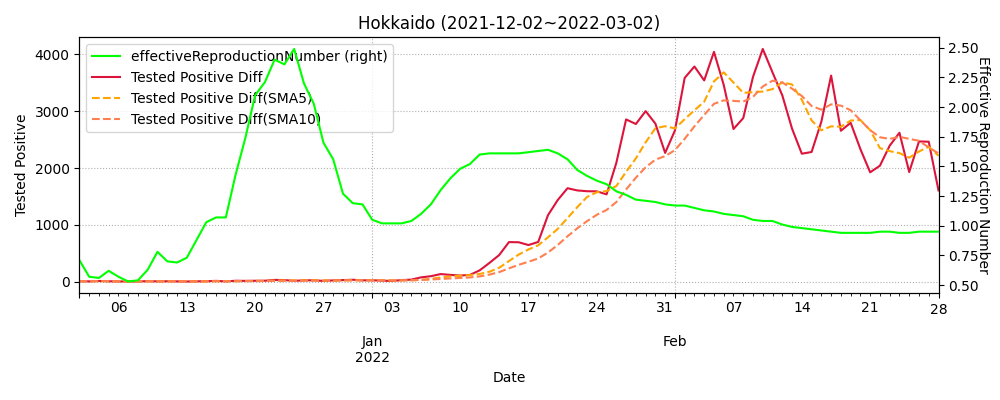 Hokkaido (2021-12-02~2022-03-02)
effectiveReproductionNumber (right)
Tested Positive Diff
Tested Positive Diff(SMA5)
Tested Positive Diff(SMA10)
Tested Positive
4000
3000
2000
1000
0
2.50
2.25
2.00
1.75
1.50
1.25
1.00
0.75
0.50
Effective Reproduction Number
06 13 20 27 03 10 17 24 31 07 14 21 28
Jan Feb
2022
Date